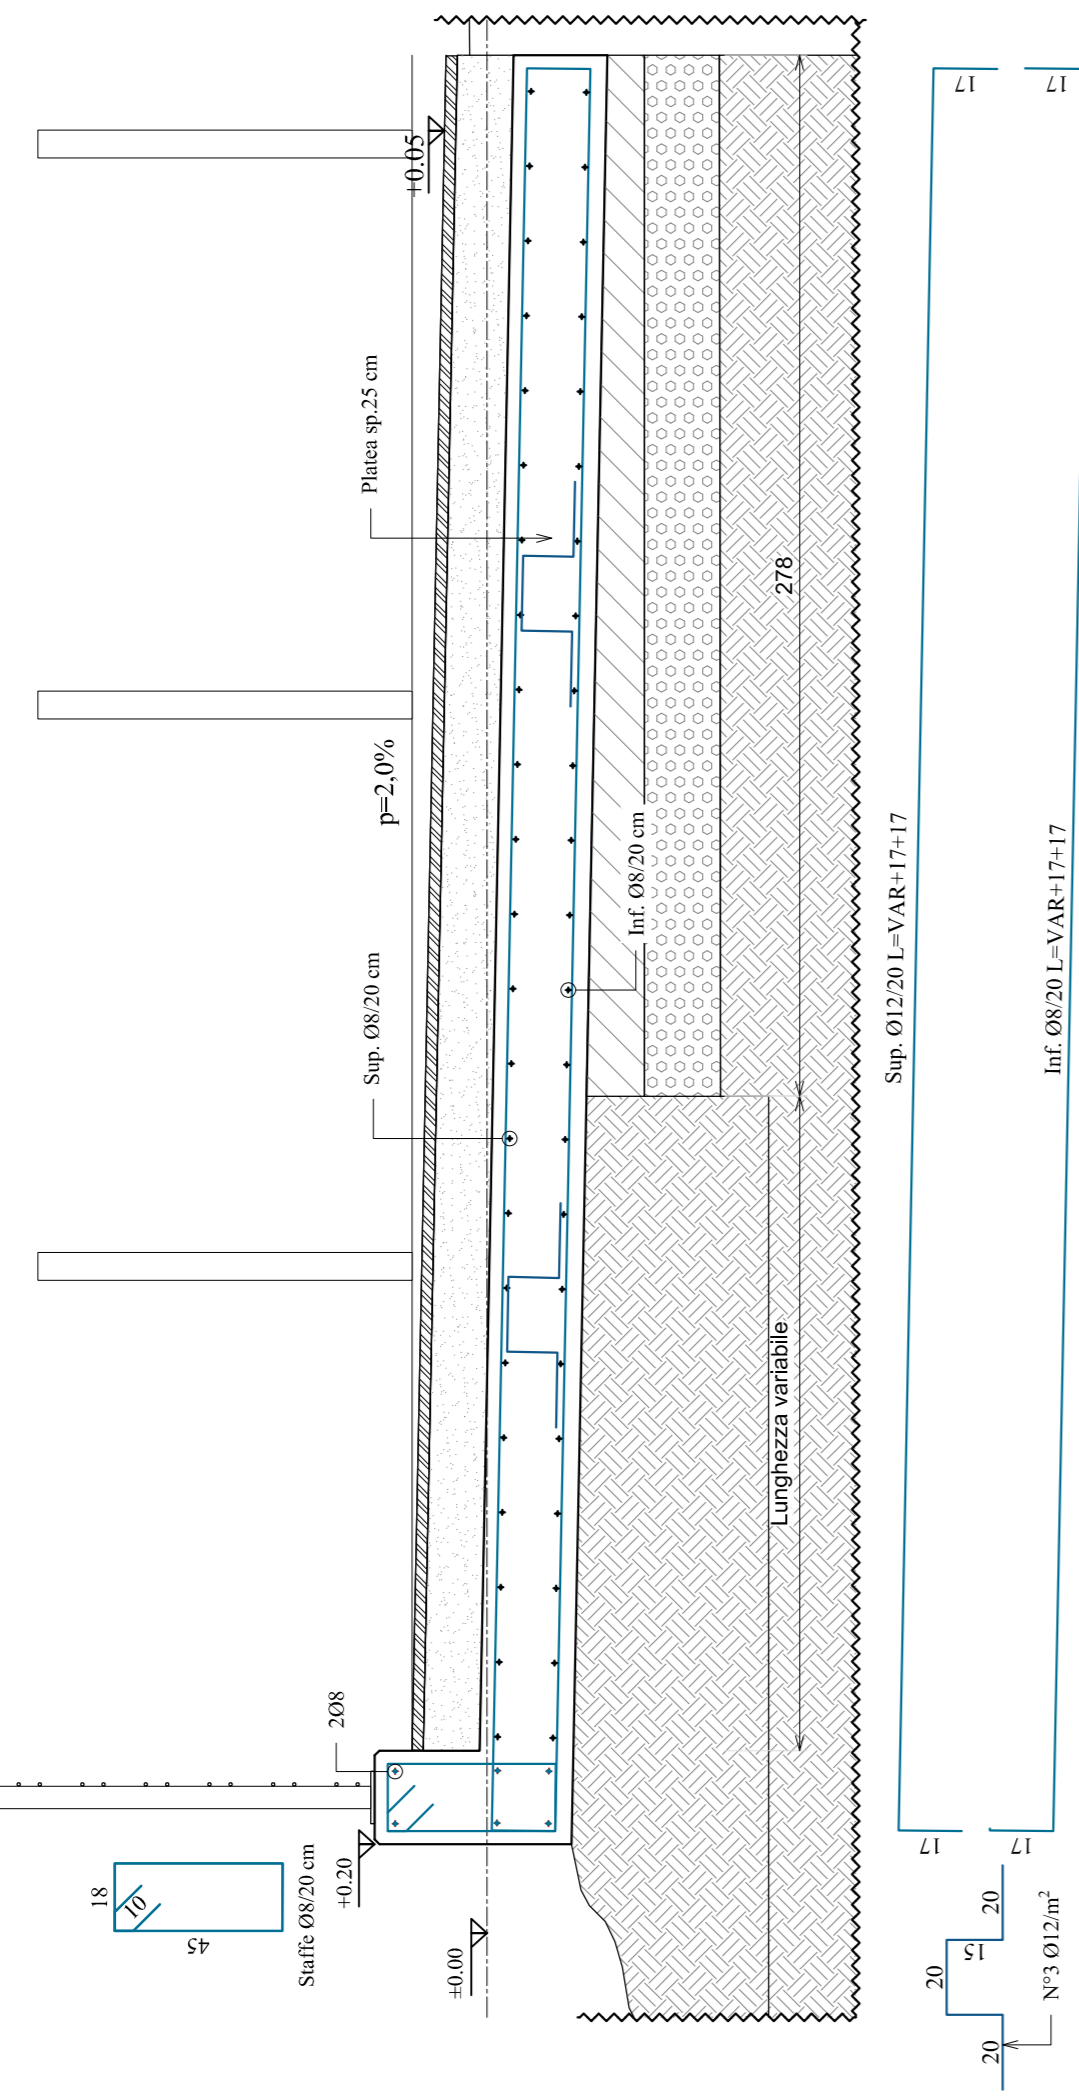 +0.05
Platea sp.25 cm
p=2,0%
Sup. Ø8/20 cm
Inf. Ø8/20 cm
278
Lunghezza variabile
2Ø8
+0.20
±0.00
18
10
45
Staffe Ø8/20 cm
17
17
Sup. Ø12/20 L=VAR+17+17
Inf. Ø8/20 L=VAR+17+17
17
17
20
15
20
20
N°3 Ø12/m²